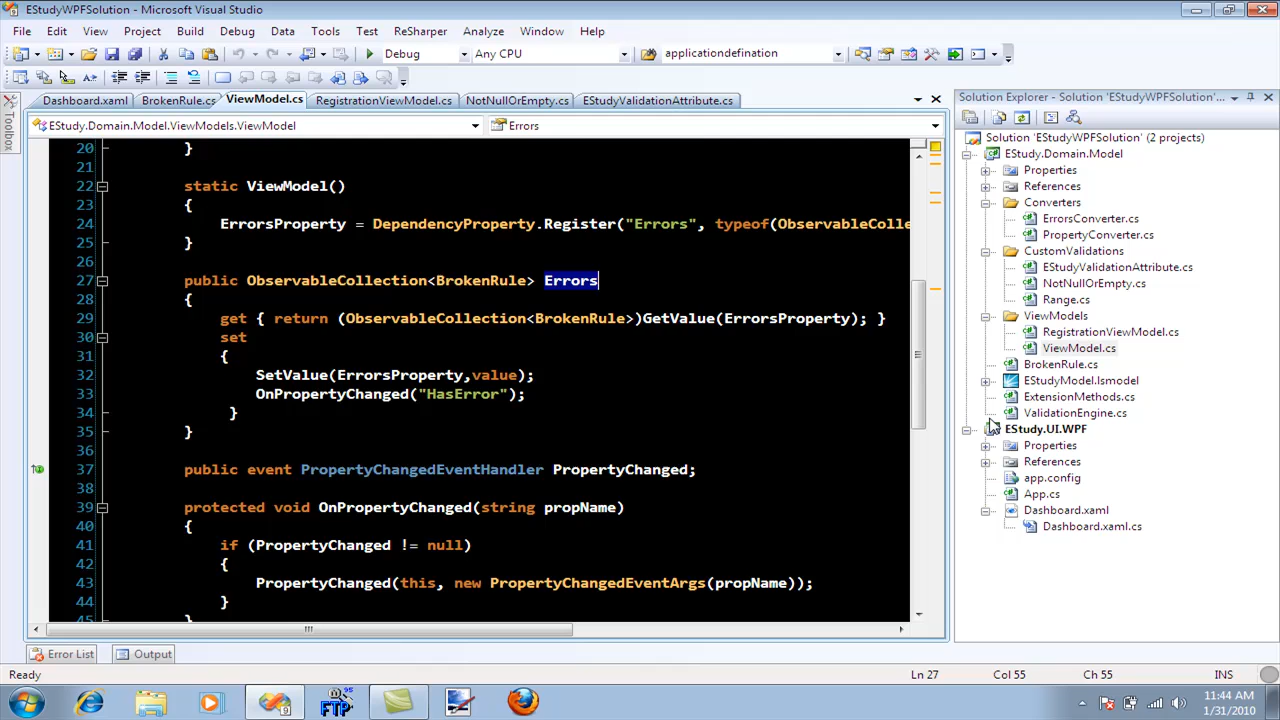 EStudyWPFSolution - Microsoft Visual Studio
File Edit View Project Build Debug Data Tools Test ReSharper Analyze Window Help
Debug Any CPU applicationdefination
Dashboard.xaml BrokenRule.cs ViewModel.cs RegistrationViewModel.cs NotNullOrEmpty.cs EStudyValidationAttribute.cs
EStudy.Domain.Model.ViewModels.ViewModel Errors
Toolbox
20 }
21
22 static ViewModel()
23 {
24 ErrorsProperty = DependencyProperty.Register("Errors", typeof(ObservableColle
25 }
26
27 public ObservableCollection<BrokenRule> Errors
28 {
29 get { return (ObservableCollection<BrokenRule>)GetValue(ErrorsProperty); }
30 set
31 {
32 SetValue(ErrorsProperty,value);
33 OnPropertyChanged("HasError");
34 }
35 }
36
37 public event PropertyChangedEventHandler PropertyChanged;
38
39 protected void OnPropertyChanged(string propName)
40 {
41 if (PropertyChanged != null)
42 {
43 PropertyChanged(this, new PropertyChangedEventArgs(propName));
44 }
45 }
Solution Explorer - Solution 'EStudyWPFSolution'...
Solution 'EStudyWPFSolution' (2 projects)
EStudy.Domain.Model
Properties
References
Converters
ErrorsConverter.cs
PropertyConverter.cs
CustomValidations
EStudyValidationAttribute.cs
NotNullOrEmpty.cs
Range.cs
ViewModels
RegistrationViewModel.cs
ViewModel.cs
BrokenRule.cs
EStudyModel.lsmodel
ExtensionMethods.cs
ValidationEngine.cs
EStudy.UI.WPF
Properties
References
app.config
App.cs
Dashboard.xaml
Dashboard.xaml.cs
Error List Output
Ready Ln 27 Col 55 Ch 55 INS
FTP
11:44 AM
1/31/2010